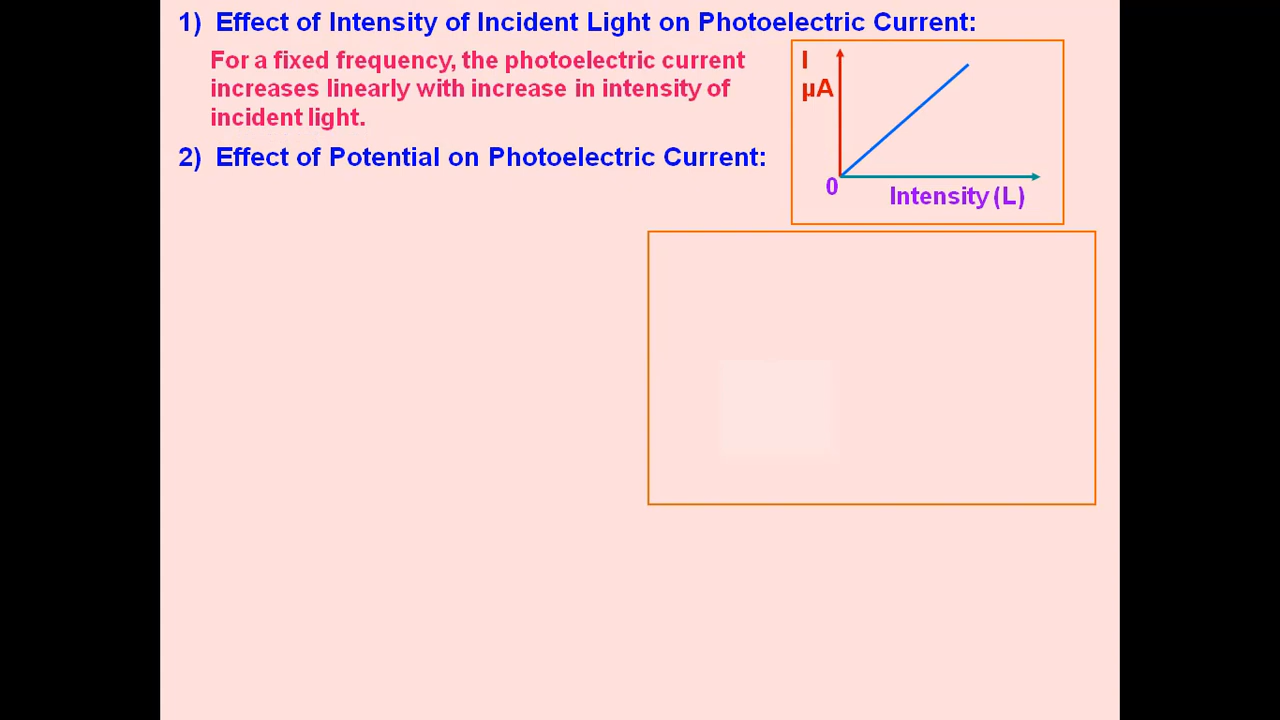 1) Effect of Intensity of Incident Light on Photoelectric Current:
For a fixed frequency, the photoelectric current
increases linearly with increase in intensity of
incident light.
I
µA
0
Intensity (L)
2) Effect of Potential on Photoelectric Current: